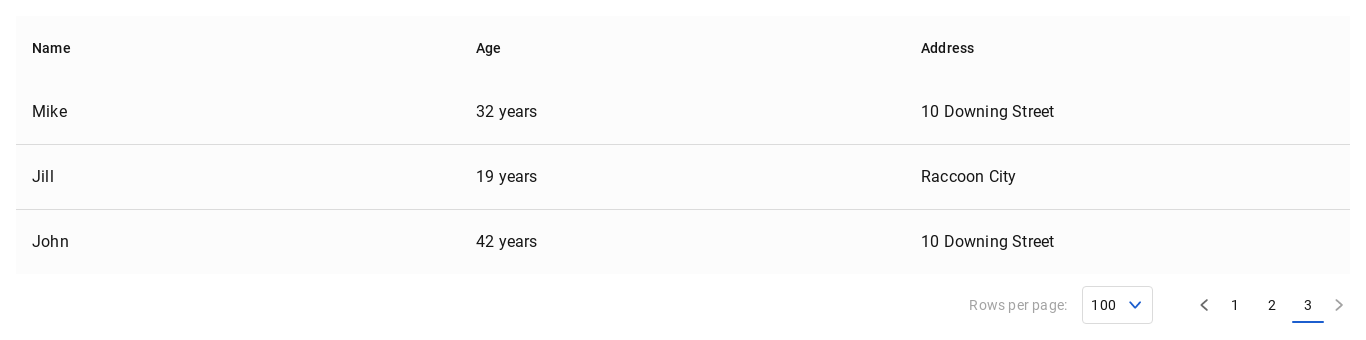 Name Age Address
Mike 32 years 10 Downing Street
Jill 19 years Raccoon City
John 42 years 10 Downing Street
Rows per page: 100 1 2 3